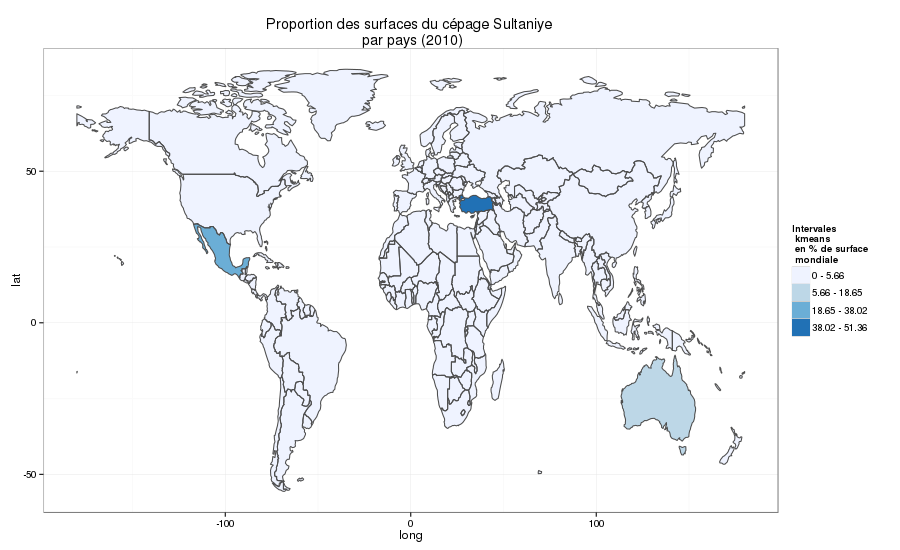 Proportion des surfaces du cépage Sultaniye
par pays (2010)
50
0
-50
lat
-100
0
100
long
Intervales
kmeans
en % de surface
mondiale
0 - 5.66
5.66 - 18.65
18.65 - 38.02
38.02 - 51.36